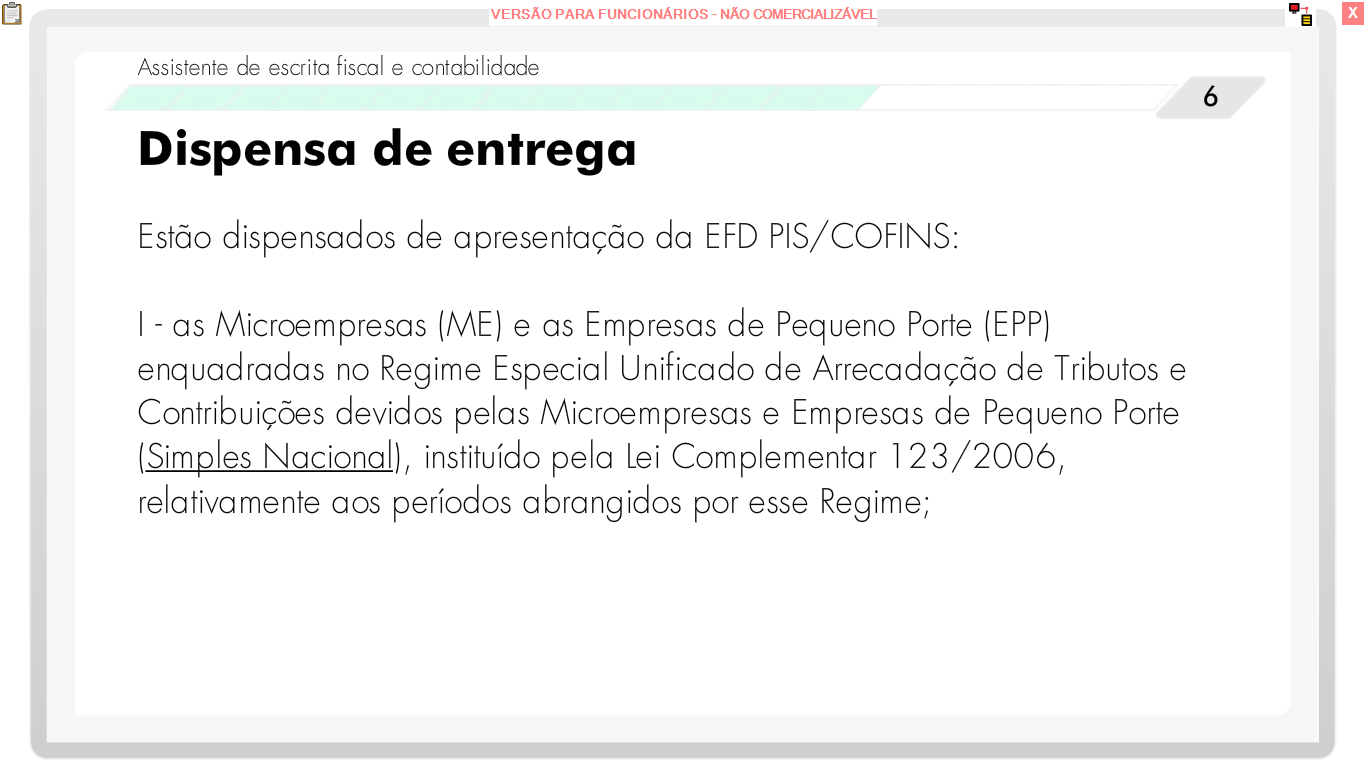 VERSÃO PARA FUNCIONÁRIOS - NÃO COMERCIALIZÁVEL
X
Assistente de escrita fiscal e contabilidade
6
Dispensa de entrega
Estão dispensados de apresentação da EFD PIS/COFINS:
I - as Microempresas (ME) e as Empresas de Pequeno Porte (EPP)
enquadradas no Regime Especial Unificado de Arrecadação de Tributos e
Contribuições devidos pelas Microempresas e Empresas de Pequeno Porte
(Simples Nacional), instituído pela Lei Complementar 123/2006,
relativamente aos períodos abrangidos por esse Regime;